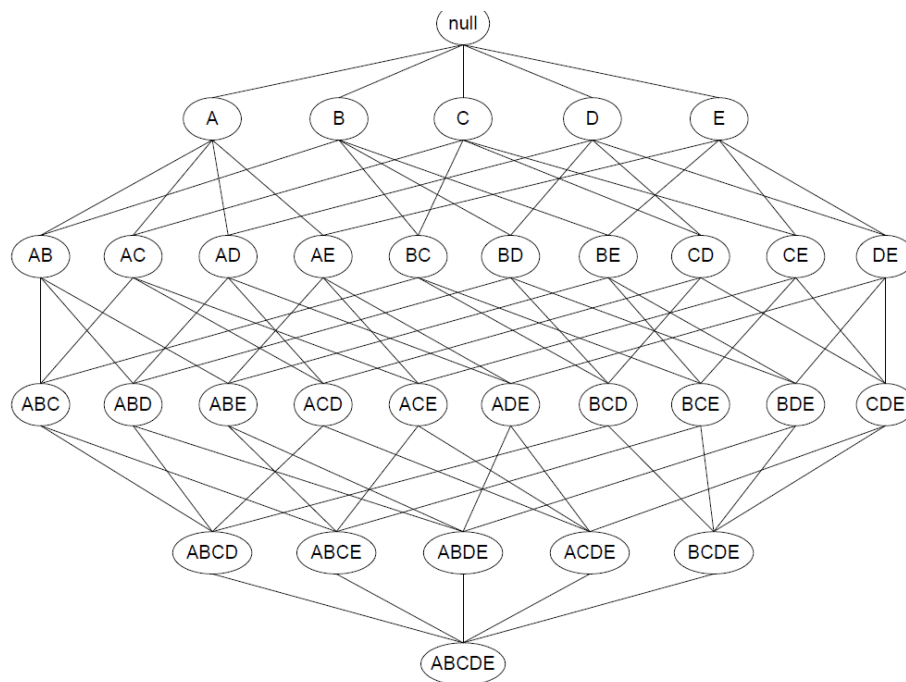 null
A B C D E
AB AC AD AE BC BD BE CD CE DE
ABC ABD ABE ACD ACE ADE BCD BCE BDE CDE
ABCD ABCE ABDE ACDE BCDE
ABCDE